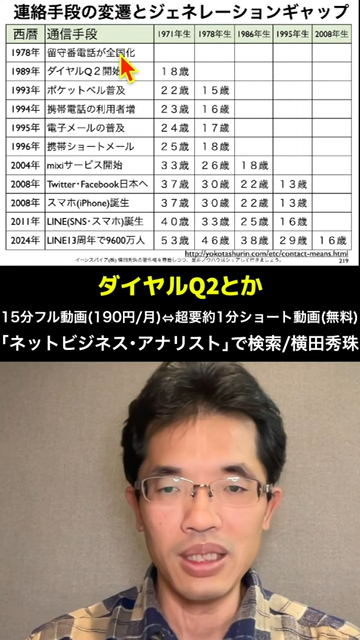 連絡手段の変遷とジェネレーションギャップ
西暦 通信手段 1971年生 1978年生 1986年生 1995年生 2008年生
1978年 留守番電話が全国化
1989年 ダイヤルQ2開始 18歳
1993年 ポケットベル普及 22歳 15歳
1994年 携帯電話の利用者増 23歳 16歳
1995年 電子メールの普及 24歳 17歳
1996年 携帯ショートメール 25歳 18歳
2004年 mixiサービス開始 33歳 26歳 18歳
2008年 Twitter・Facebook日本へ 37歳 30歳 22歳 13歳
2008年 スマホ(iPhone)誕生 37歳 30歳 22歳 13歳
2011年 LINE(SNS・スマホ)誕生 40歳 33歳 25歳 16歳
2024年 LINE13周年で9600万人 53歳 46歳 38歳 29歳 16歳
http://yokotashurin.com/etc/contact-means.html
219
ダイヤルQ2とか
15分フル動画(190円/月)⇔超要約1分ショート動画(無料)
「ネットビジネス・アナリスト」で検索/横田秀珠